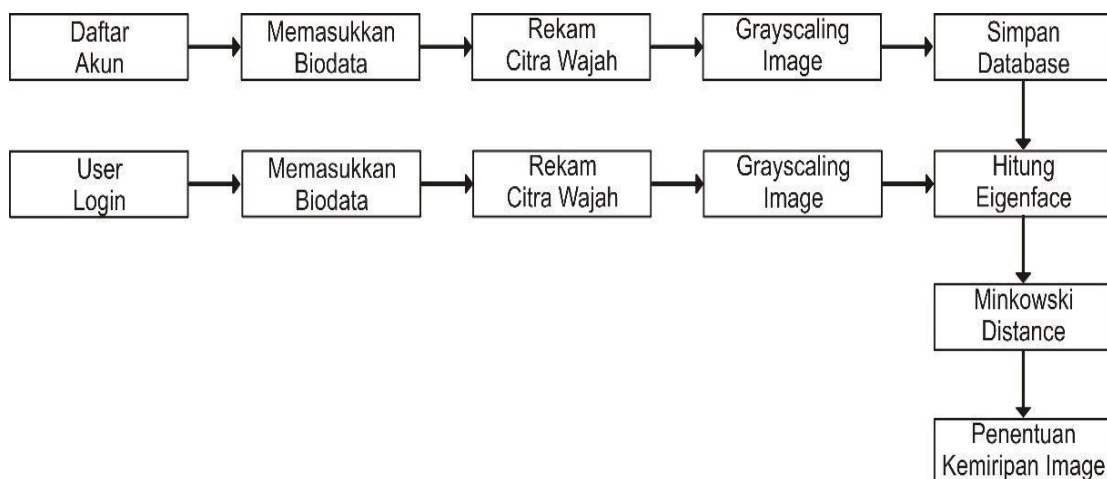 Daftar
Akun
Memasukkan
Biodata
Rekam
Citra Wajah
Grayscaling
Image
Simpan
Database
User
Login
Memasukkan
Biodata
Rekam
Citra Wajah
Grayscaling
Image
Hitung
Eigenface
Minkowski
Distance
Penentuan
Kemiripan Image